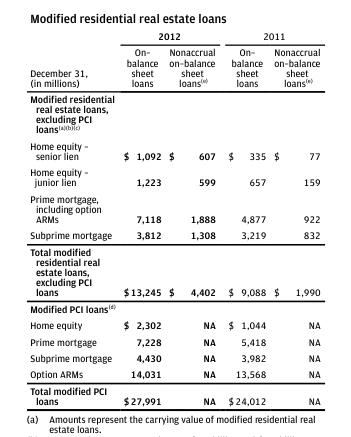 Modified residential real estate loans
2012 2011
On- Nonaccrual On- Nonaccrual
balance on-balance balance on-balance
December 31, sheet sheet sheet sheet
(in millions) loans loans(e) loans loans(e)
Modified residential
real estate loans,
excluding PCI
loans(a)(b)(c)
Home equity –
senior lien $ 1,092 $ 607 $ 335 $ 77
Home equity –
junior lien 1,223 599 657 159
Prime mortgage,
including option
ARMs 7,118 1,888 4,877 922
Subprime mortgage 3,812 1,308 3,219 832
Total modified
residential real
estate loans,
excluding PCI
loans $13,245 $ 4,402 $ 9,088 $ 1,990
Modified PCI loans(d)
Home equity $ 2,302 NA $ 1,044 NA
Prime mortgage 7,228 NA 5,418 NA
Subprime mortgage 4,430 NA 3,982 NA
Option ARMs 14,031 NA 13,568 NA
Total modified PCI
loans $27,991 NA $24,012 NA
(a) Amounts represent the carrying value of modified residential real
estate loans.